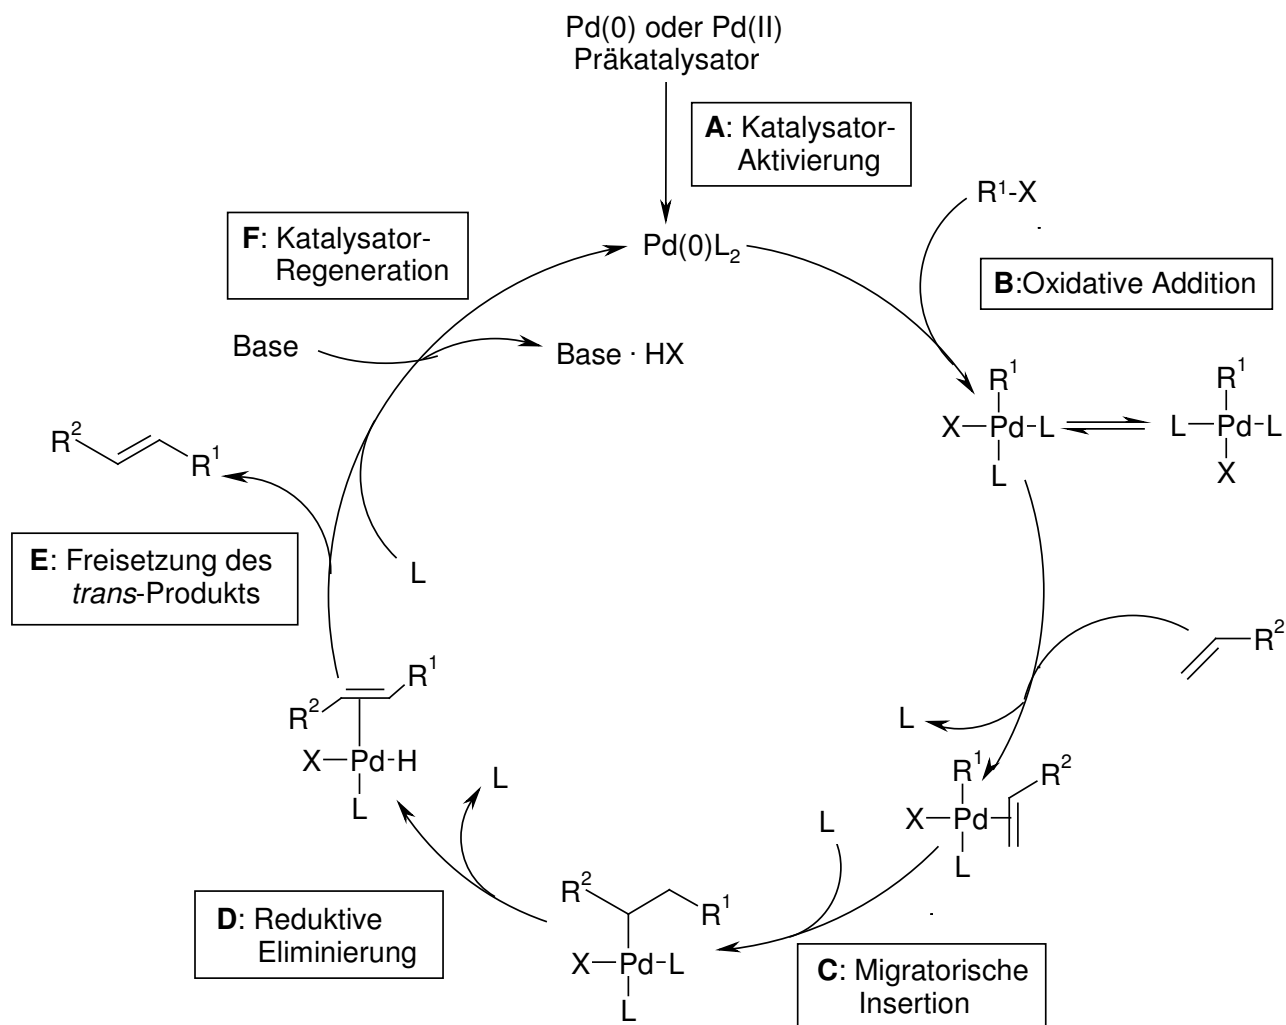 Pd(0) oder Pd(II)
Präkatalysator
A: Katalysator-
Aktivierung
R¹-X
F: Katalysator-
Regeneration
Pd(0)L₂
B:Oxidative Addition
Base
Base · HX
R¹
X Pd L
L
R¹
L Pd L
X
R²
R¹
E: Freisetzung des
trans-Produkts
L
R²
R¹
R²
X Pd H
L
L
L
R¹
R²
X Pd
L
L
R²
R¹
X Pd L
L
D: Reduktive
Eliminierung
C: Migratorische
Insertion